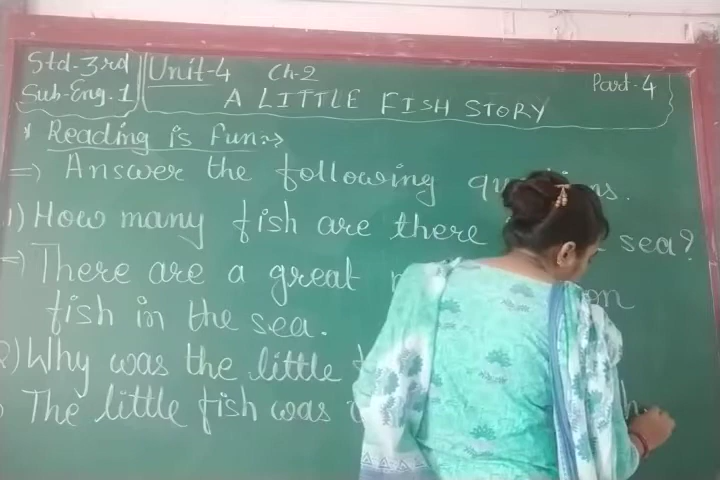 Std-3rd
Sub-Eng.1
Unit-4 Ch-2 Part-4
A LITTLE FISH STORY
* Reading is Fun:→
⇒ Answer the following
1) How many fish are there sea?
⇒ There are a great
fish in the sea.
2) Why was the little
The little fish was